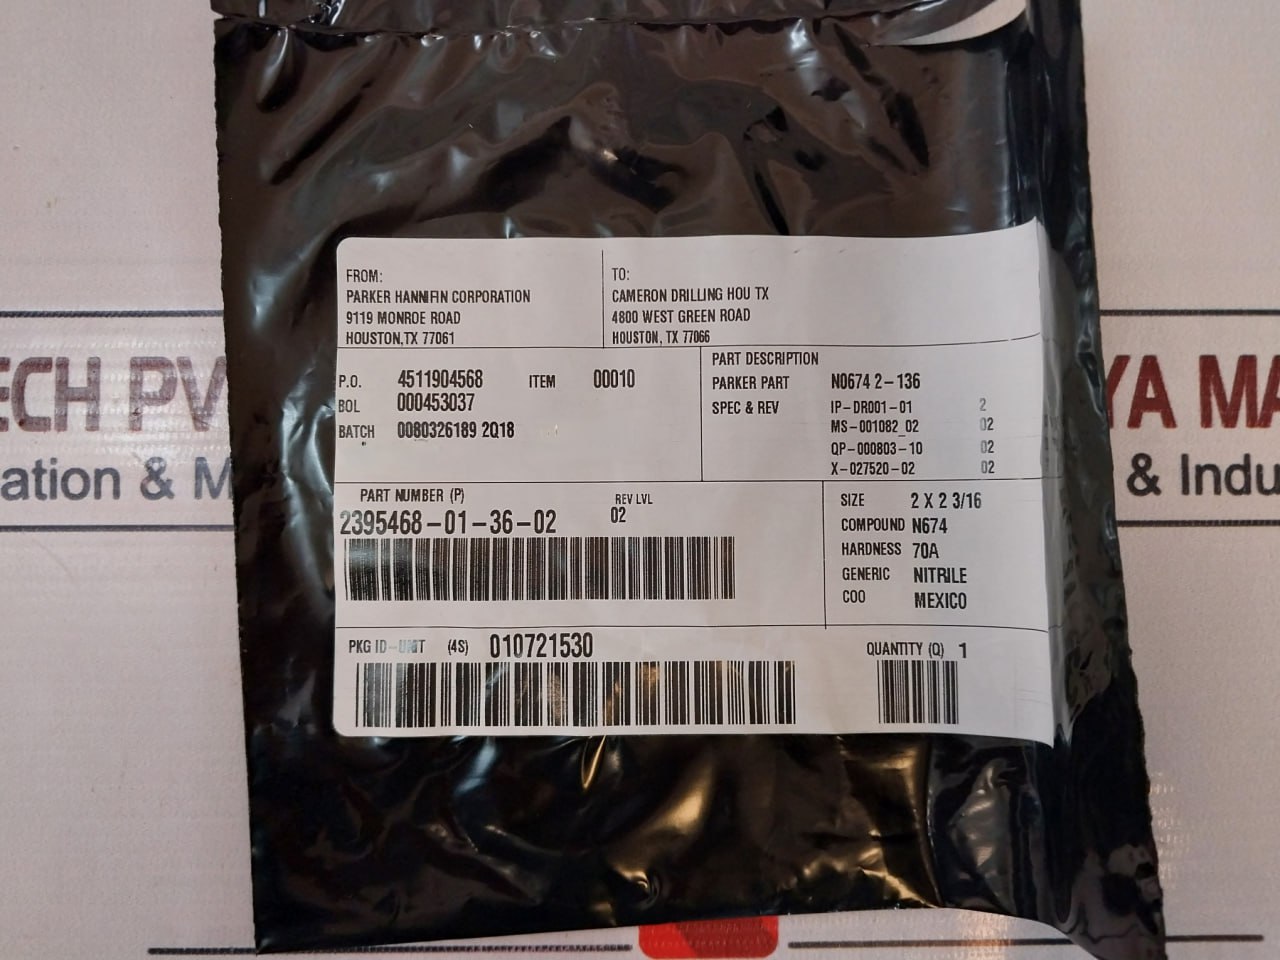 FROM:
PARKER HANNIFIN CORPORATION
9119 MONROE ROAD
HOUSTON, TX 77061
TO:
CAMERON DRILLING HOU TX
4800 WEST GREEN ROAD
HOUSTON, TX 77066
P.O. 4511904568 ITEM 00010
BOL 000453037
BATCH 0080326189 2Q18
PART DESCRIPTION
PARKER PART N0674 2-136
SPEC & REV IP-DR001-01 2
MS-001082_02 02
QP-000803-10 02
X-027520-02 02
PART NUMBER (P) REV LVL
2395468-01-36-02 02
SIZE 2 X 2 3/16
COMPOUND N674
HARDNESS 70A
GENERIC NITRILE
COO MEXICO
PKG ID-UNIT (4S) 010721530
QUANTITY (Q) 1
ECH PV
YA MA
ation & M
& Indu